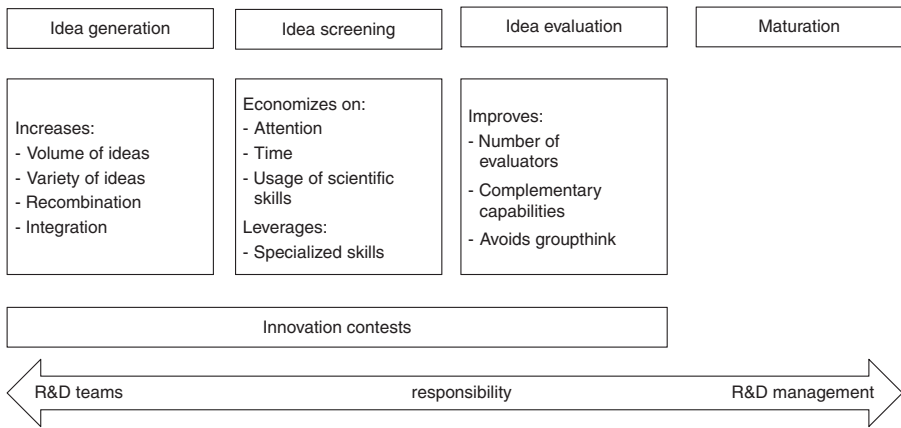 Idea generation
Idea screening
Idea evaluation
Maturation
Increases:
- Volume of ideas
- Variety of ideas
- Recombination
- Integration
Economizes on:
- Attention
- Time
- Usage of scientific
skills
Leverages:
- Specialized skills
Improves:
- Number of
evaluators
- Complementary
capabilities
- Avoids groupthink
Innovation contests
R&D teams
responsibility
R&D management